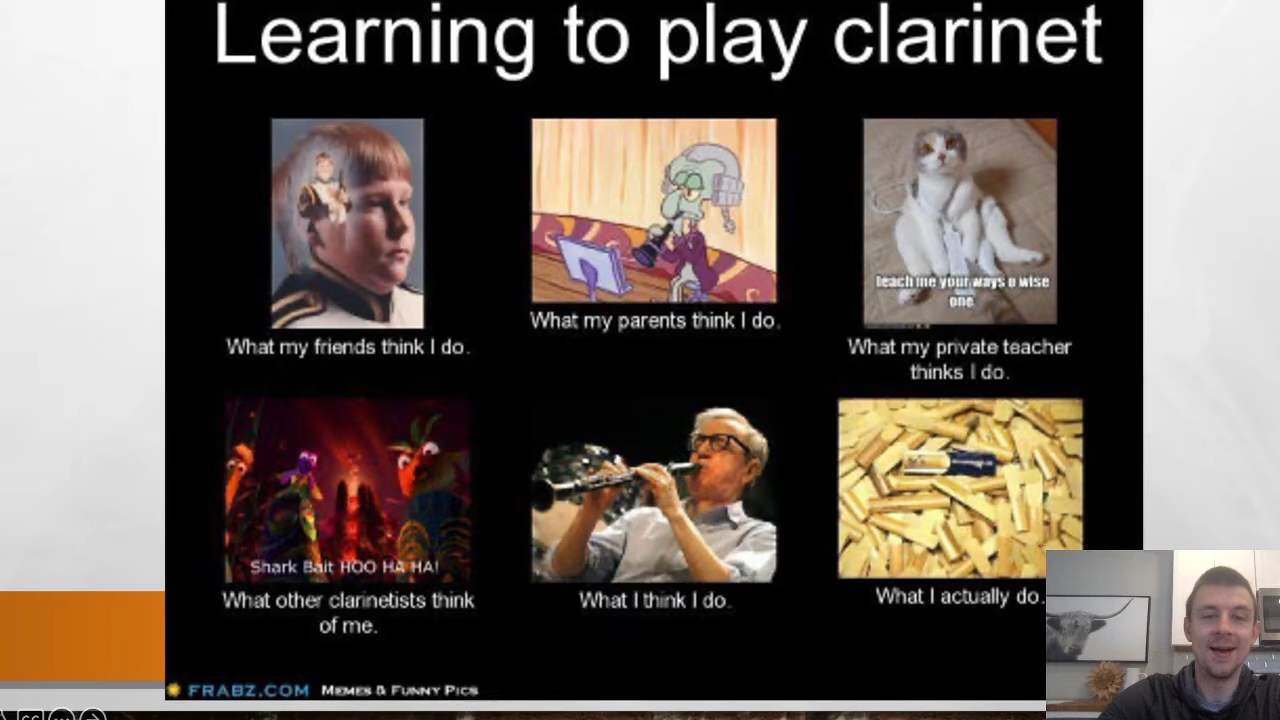 Learning to play clarinet
Teach me your ways o wise
one
What my friends think I do.
What my parents think I do.
What my private teacher
thinks I do.
Shark Bait HOO HA HA!
What other clarinetists think
of me.
What I think I do.
What I actually do.
FRABZ.COM MEMES & FUNNY PICS
CC